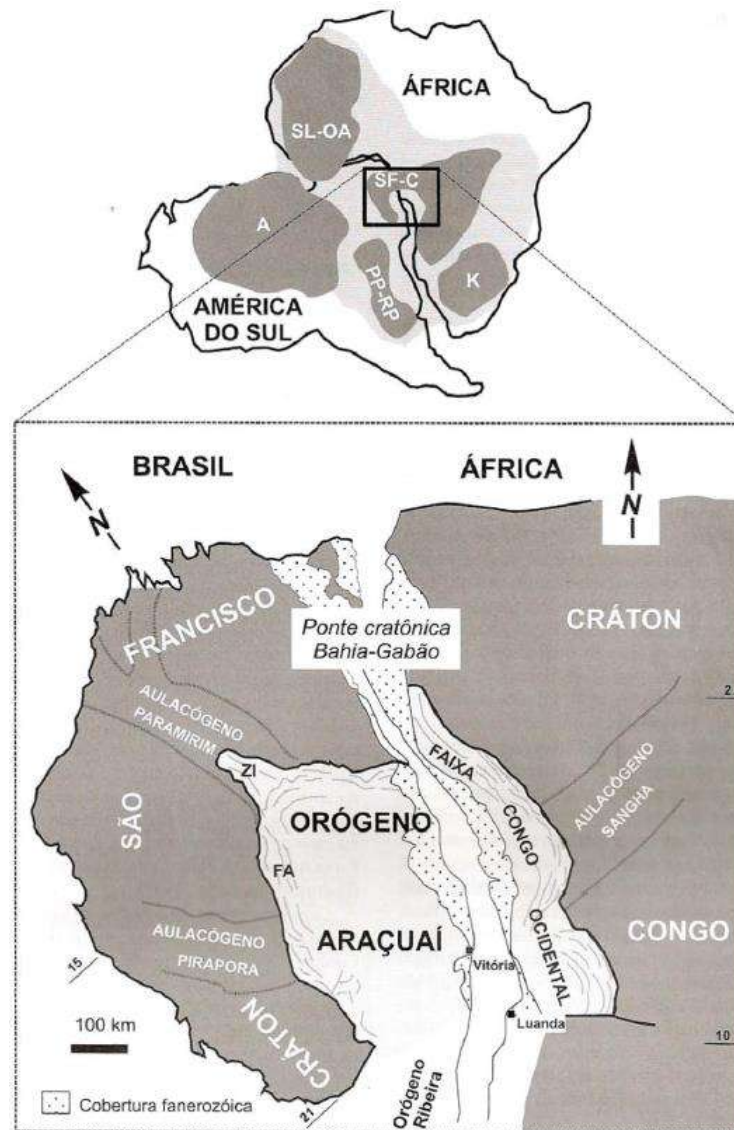 ÁFRICA
SL-OA
SF-C
A
K
PP-RP
AMÉRICA
DO SUL
BRASIL
ÁFRICA
N
N
FRANCISCO
Ponte cratônica
Bahia-Gabão
CRÁTON
2
AULACÓGENO
PARAMIRIM
ZI
FAIXA
AULACÓGENO
SANGHA
SÃO
ORÓGENO
CONGO
FA
ARAÇUAÍ
OCIDENTAL
CONGO
AULACÓGENO
PIRAPORA
15
Vitória
100 km
CRÁTON
Luanda
10
Orógeno
Ribeira
Cobertura fanerozóica
21